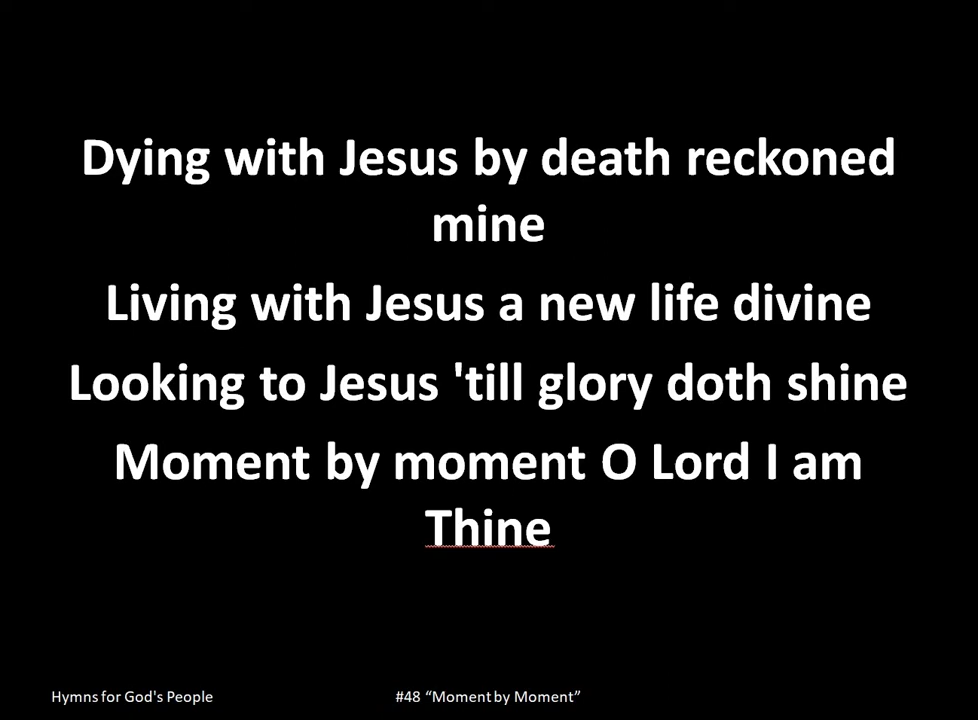 Dying with Jesus by death reckoned
mine
Living with Jesus a new life divine
Looking to Jesus 'till glory doth shine
Moment by moment O Lord I am
Thine
Hymns for God's People
#48 “Moment by Moment”